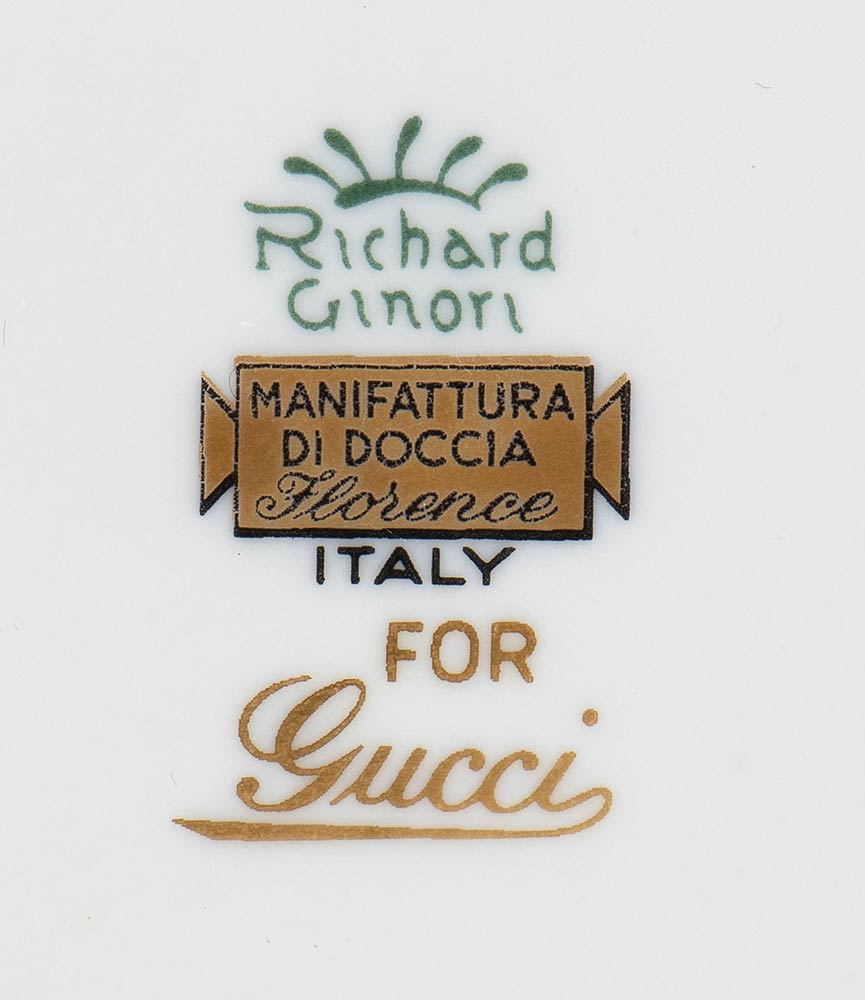 Richard
Ginori
MANIFATTURA
DI DOCCIA
Florence
ITALY
FOR
Gucci